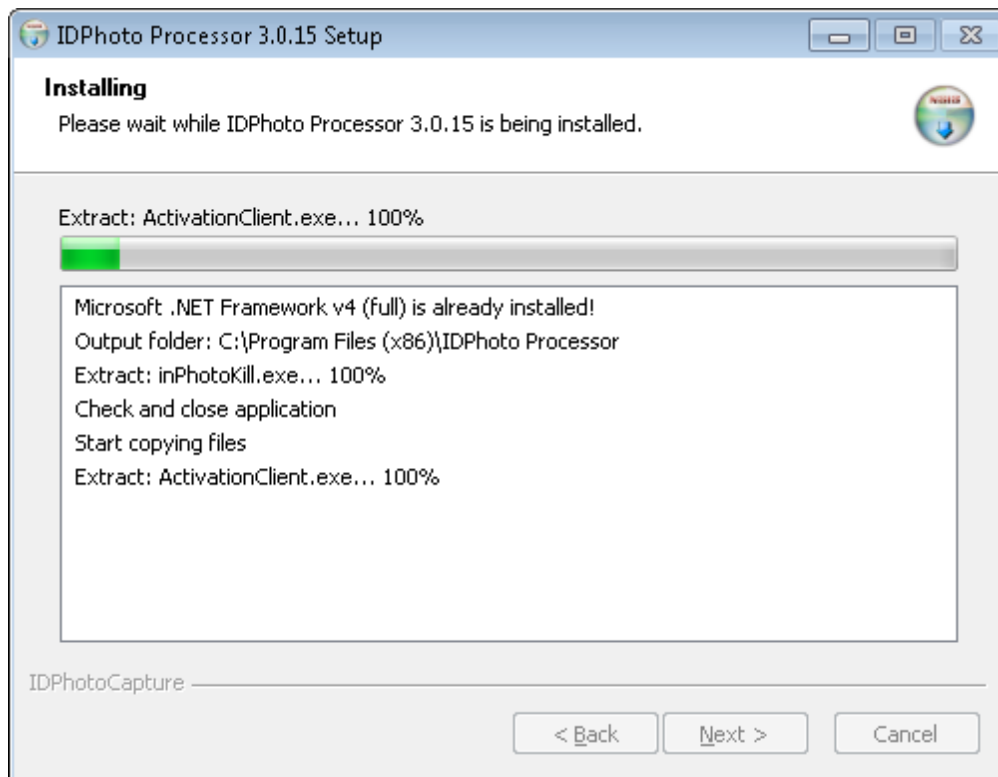 IDPhoto Processor 3.0.15 Setup
Installing
Please wait while IDPhoto Processor 3.0.15 is being installed.
Extract: ActivationClient.exe... 100%
Microsoft .NET Framework v4 (full) is already installed!
Output folder: C:\Program Files (x86)\IDPhoto Processor
Extract: inPhotoKill.exe... 100%
Check and close application
Start copying files
Extract: ActivationClient.exe... 100%
IDPhotoCapture
< Back
Next >
Cancel